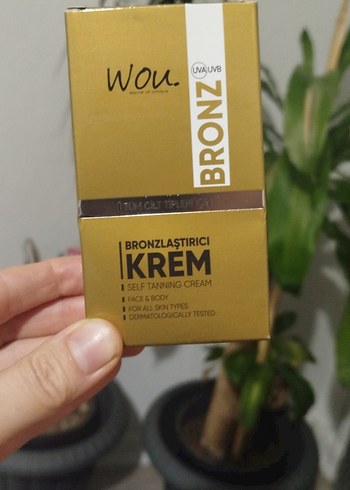 Wou.
UVA UVB
BRONZ
TÜM CİLT TİPLERİ
BRONZLAŞTIRICI
KREM
SELF TANNING CREAM
FACE & BODY
FOR ALL SKIN TYPES
DERMATOLOGICALLY TESTED